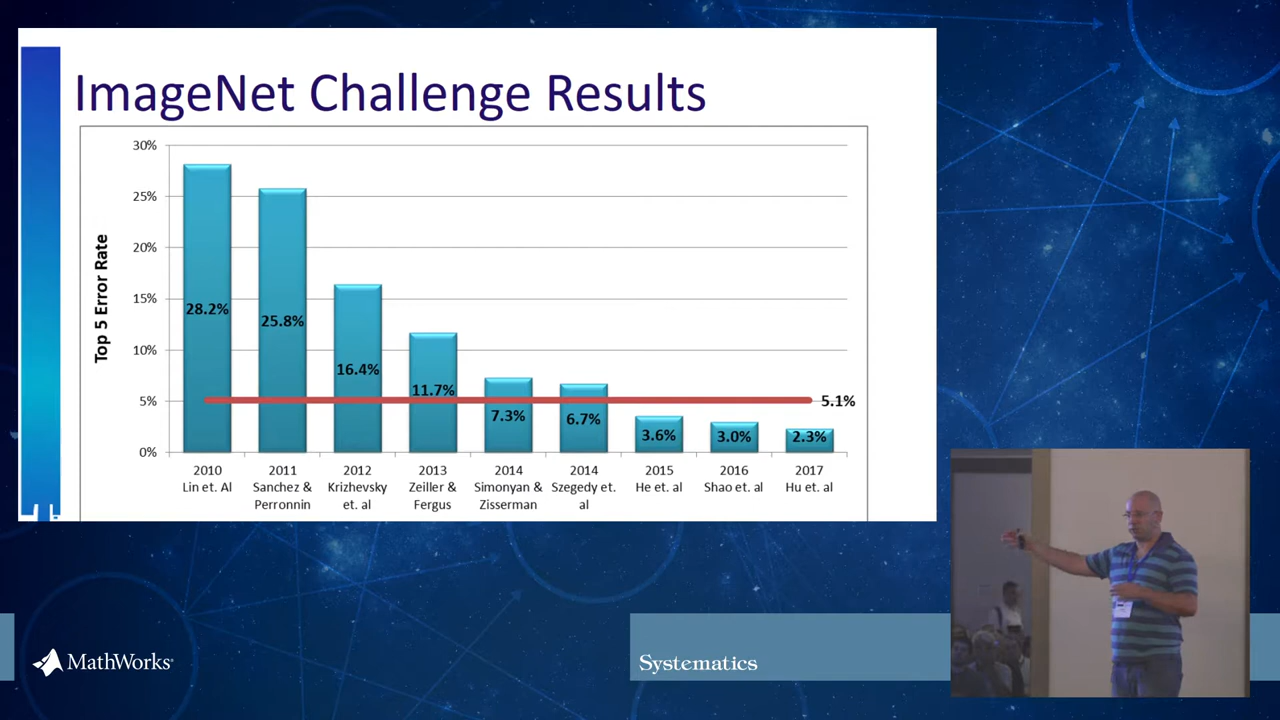 ImageNet Challenge Results
Top 5 Error Rate
30%
25%
20%
15%
10%
5%
0%
28.2%
25.8%
16.4%
11.7%
7.3%
6.7%
3.6%
3.0%
2.3%
5.1%
2010
Lin et. Al
2011
Sanchez &
Perronnin
2012
Krizhevsky
et. al
2013
Zeiller &
Fergus
2014
Simonyan &
Zisserman
2014
Szegedy et.
al
2015
He et. al
2016
Shao et. al
2017
Hu et. al
MathWorks®
Systematics